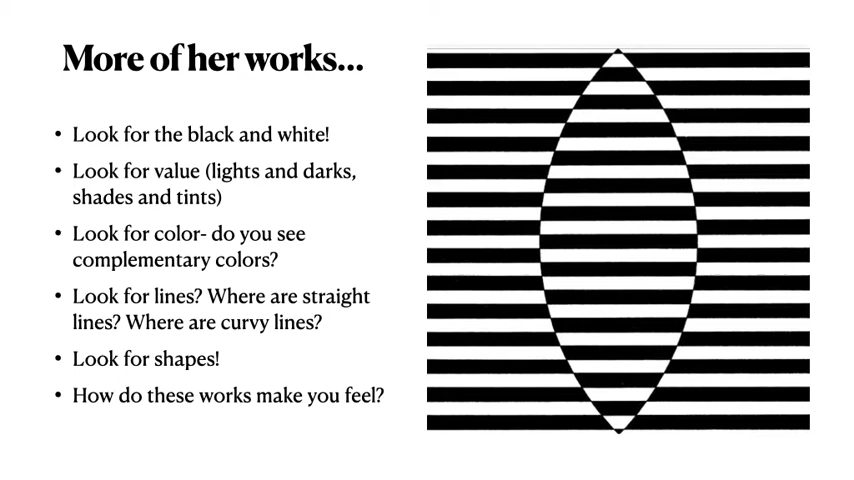 More of her works...
• Look for the black and white!
• Look for value (lights and darks,
shades and tints)
• Look for color- do you see
complementary colors?
• Look for lines? Where are straight
lines? Where are curvy lines?
• Look for shapes!
• How do these works make you feel?